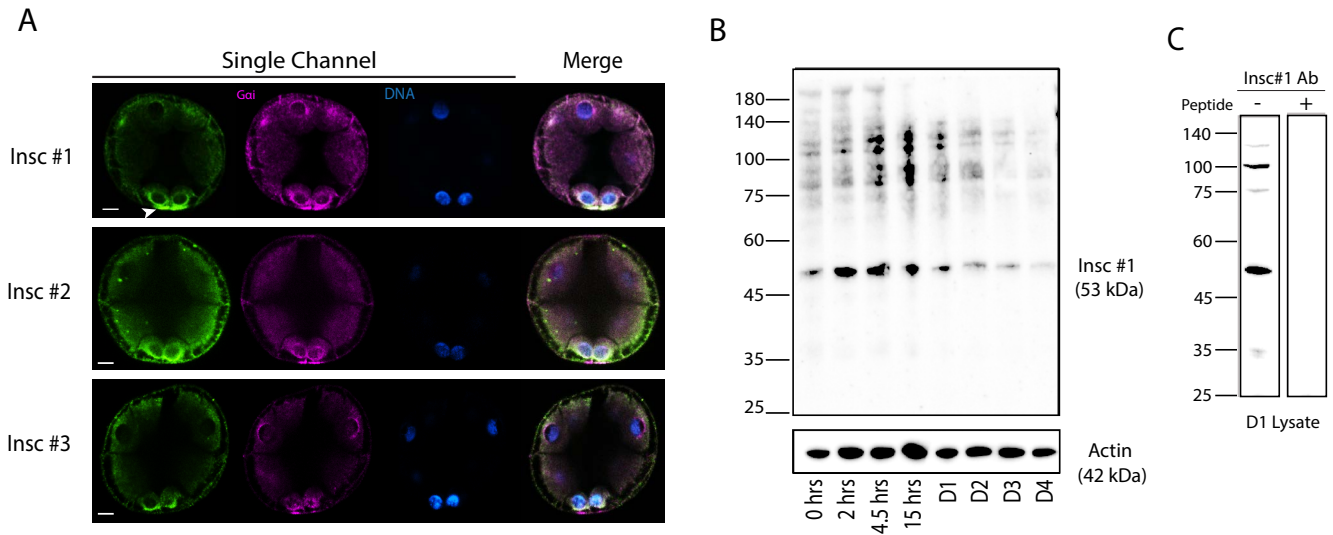 A
Single Channel
Merge
Gαi
DNA
Insc #1
Insc #2
Insc #3
B
180
140
100
75
60
45
35
25
Insc #1
(53 kDa)
Actin
(42 kDa)
0 hrs
2 hrs
4.5 hrs
15 hrs
D1
D2
D3
D4
C
Insc#1 Ab
Peptide - +
140
100
75
60
45
35
25
D1 Lysate